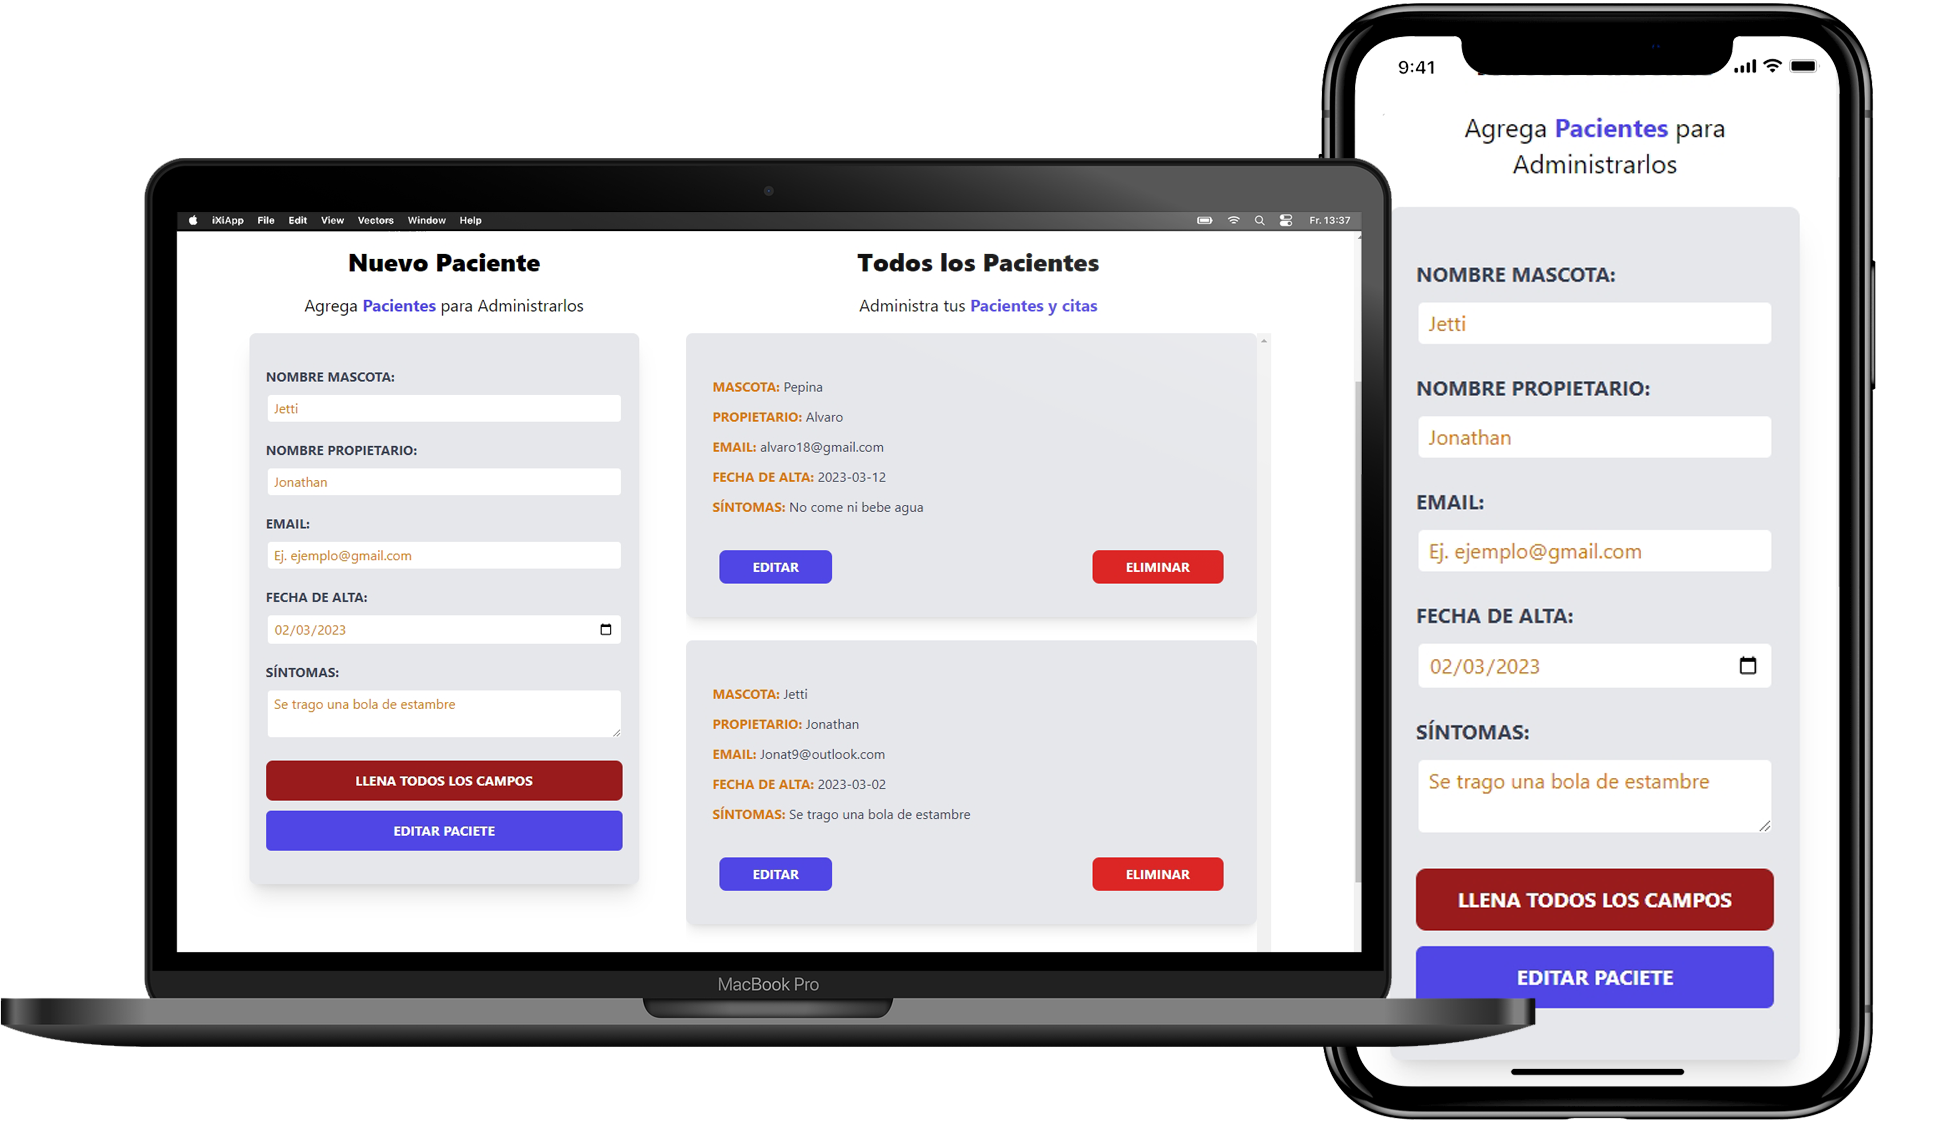 iXiApp File Edit View Vectors Window Help
Fr. 13:37
Nuevo Paciente
Agrega Pacientes para Administrarlos
NOMBRE MASCOTA:
Jetti
NOMBRE PROPIETARIO:
Jonathan
EMAIL:
Ej. ejemplo@gmail.com
FECHA DE ALTA:
02/03/2023
SÍNTOMAS:
Se trago una bola de estambre
LLENA TODOS LOS CAMPOS
EDITAR PACIETE
Todos los Pacientes
Administra tus Pacientes y citas
MASCOTA: Pepina
PROPIETARIO: Alvaro
EMAIL: alvaro18@gmail.com
FECHA DE ALTA: 2023-03-12
SÍNTOMAS: No come ni bebe agua
EDITAR
ELIMINAR
MASCOTA: Jetti
PROPIETARIO: Jonathan
EMAIL: Jonat9@outlook.com
FECHA DE ALTA: 2023-03-02
SÍNTOMAS: Se trago una bola de estambre
EDITAR
ELIMINAR
MacBook Pro
9:41
Agrega Pacientes para
Administrarlos
NOMBRE MASCOTA:
Jetti
NOMBRE PROPIETARIO:
Jonathan
EMAIL:
Ej. ejemplo@gmail.com
FECHA DE ALTA:
02/03/2023
SÍNTOMAS:
Se trago una bola de estambre
LLENA TODOS LOS CAMPOS
EDITAR PACIETE